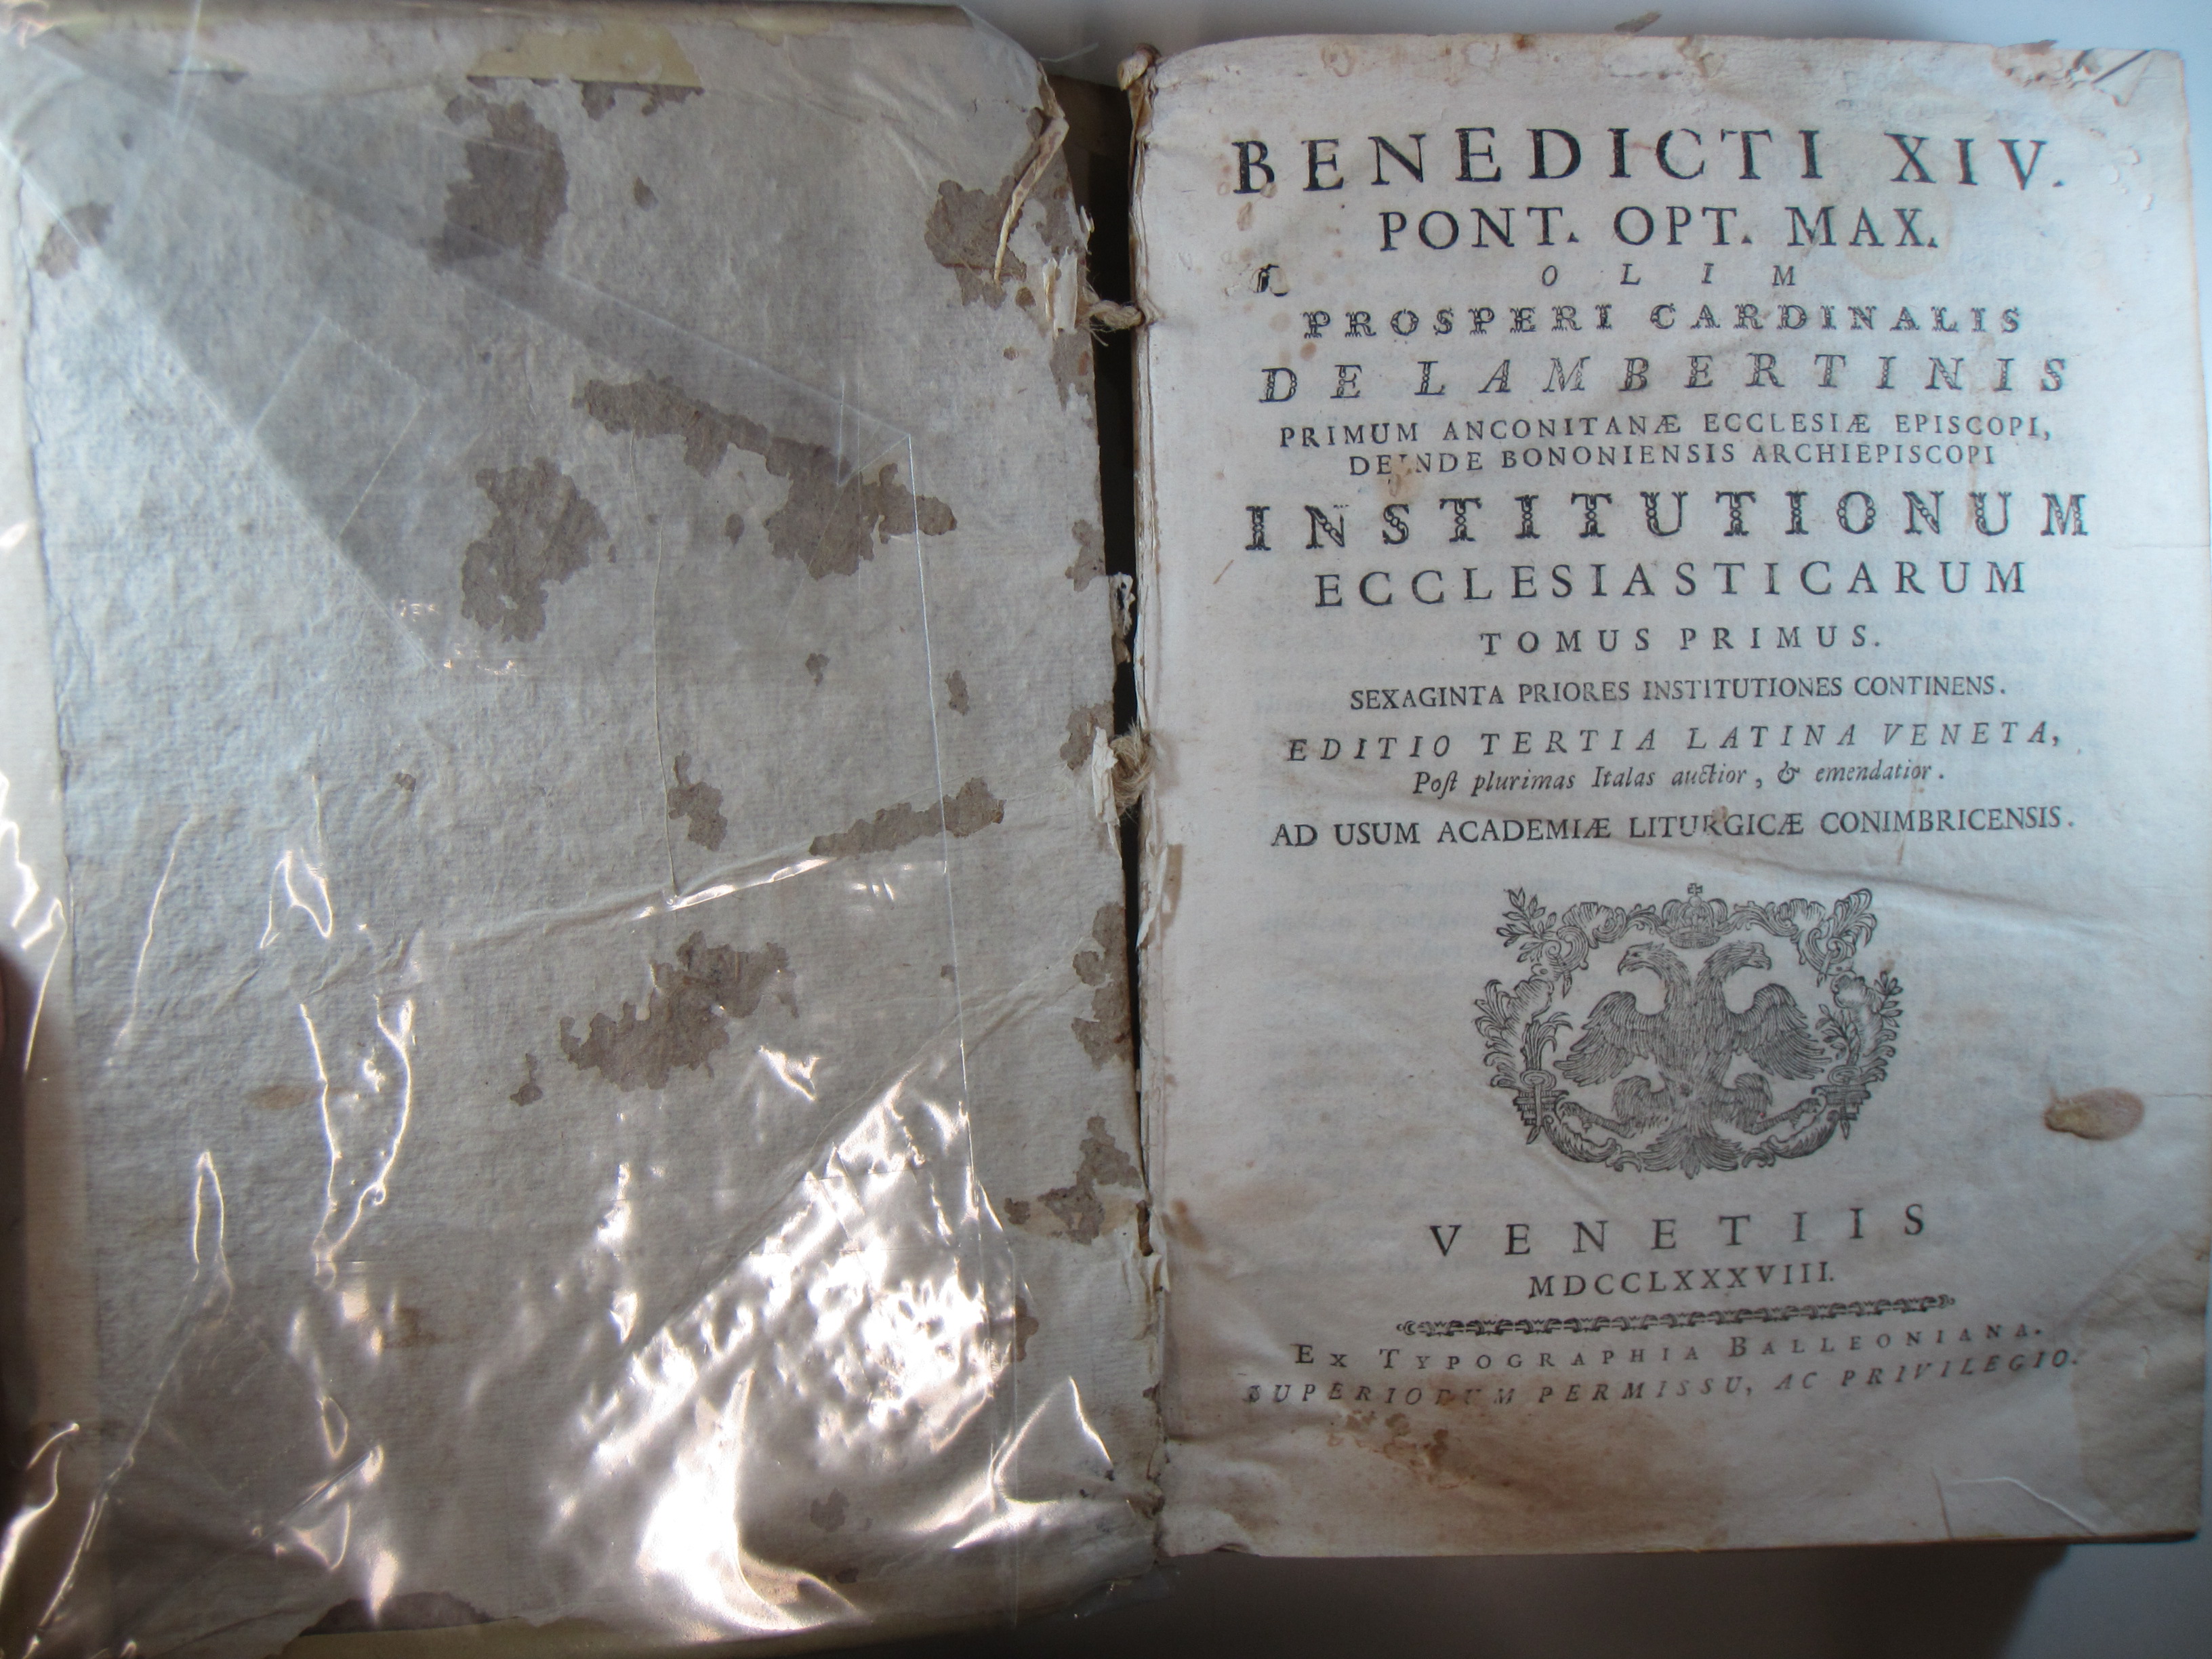 BENEDICTI XIV.
PONT. OPT. MAX.
OLIM
PROSPERI CARDINALIS
DE LAMBERTINIS
PRIMUM ANCONITANÆ ECCLESIÆ EPISCOPI,
DEINDE BONONIENSIS ARCHIEPISCOPI
INSTITUTIONUM
ECCLESIASTICARUM
TOMUS PRIMUS.
SEXAGINTA PRIORES INSTITUTIONES CONTINENS.
EDITIO TERTIA LATINA VENETA,
Poſt plurimas Italas auctior, & emendatior.
AD USUM ACADEMIÆ LITURGICÆ CONIMBRICENSIS.
VENETIIS
MDCCLXXXVIII.
EX TYPOGRAPHIA BALLEONIANA.
SUPERIORUM PERMISSU, AC PRIVILEGIO.